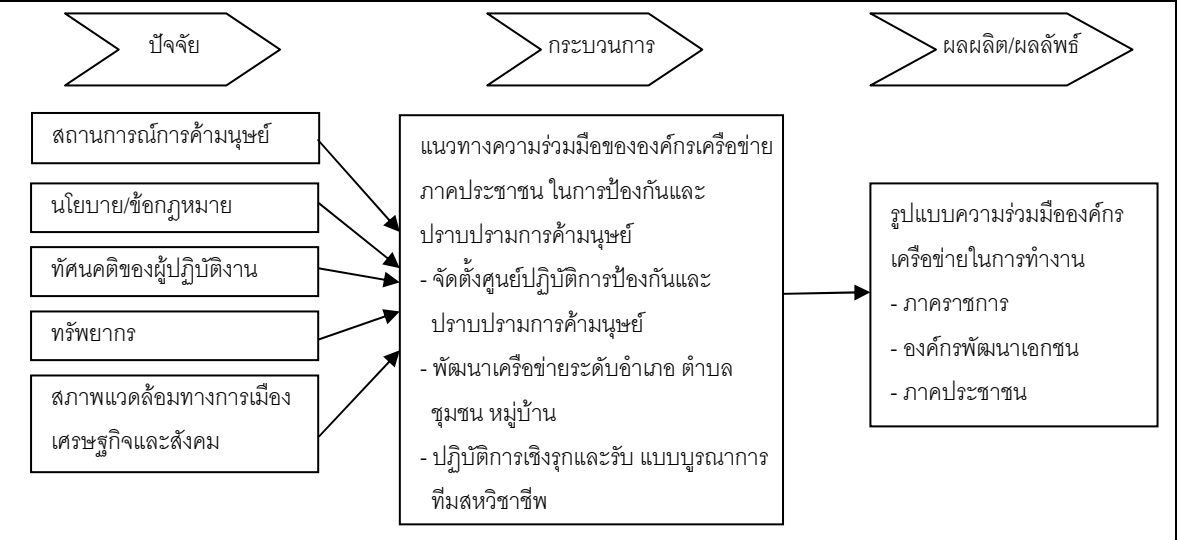 ปัจจัย
กระบวนการ
ผลผลิต/ผลลัพธ์
สถานการณ์การค้ามนุษย์
นโยบาย/ข้อกฎหมาย
ทัศนคติของผู้ปฏิบัติงาน
ทรัพยากร
สภาพแวดล้อมทางการเมือง
เศรษฐกิจและสังคม
แนวทางความร่วมมือขององค์กรเครือข่าย
ภาคประชาชน ในการป้องกันและ
ปราบปรามการค้ามนุษย์
- จัดตั้งศูนย์ปฏิบัติการป้องกันและ
ปราบปรามการค้ามนุษย์
- พัฒนาเครือข่ายระดับอำเภอ ตำบล
ชุมชน หมู่บ้าน
- ปฏิบัติการเชิงรุกและรับ แบบบูรณาการ
ทีมสหวิชาชีพ
รูปแบบความร่วมมือองค์กร
เครือข่ายในการทำงาน
- ภาคราชการ
- องค์กรพัฒนาเอกชน
- ภาคประชาชน